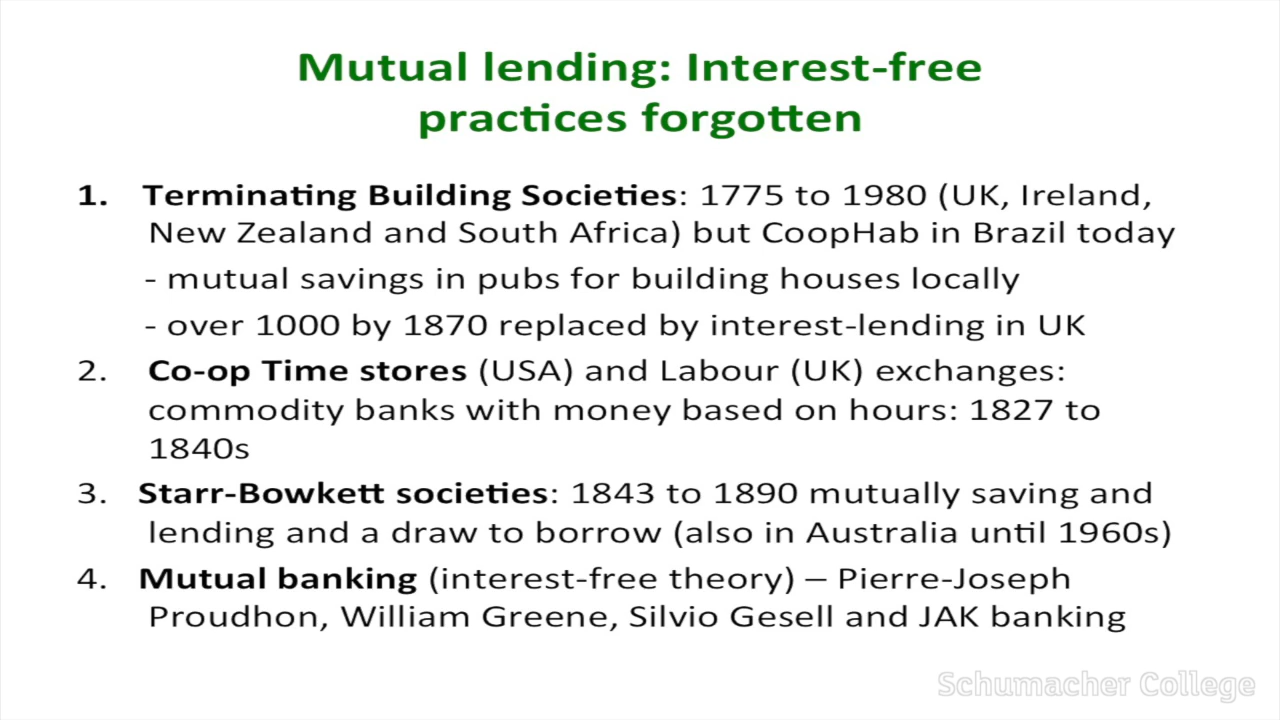 Mutual lending: Interest-free
practices forgotten
1. Terminating Building Societies: 1775 to 1980 (UK, Ireland,
New Zealand and South Africa) but CoopHab in Brazil today
- mutual savings in pubs for building houses locally
- over 1000 by 1870 replaced by interest-lending in UK
2. Co-op Time stores (USA) and Labour (UK) exchanges:
commodity banks with money based on hours: 1827 to
1840s
3. Starr-Bowkett societies: 1843 to 1890 mutually saving and
lending and a draw to borrow (also in Australia until 1960s)
4. Mutual banking (interest-free theory) – Pierre-Joseph
Proudhon, William Greene, Silvio Gesell and JAK banking
Schumacher College